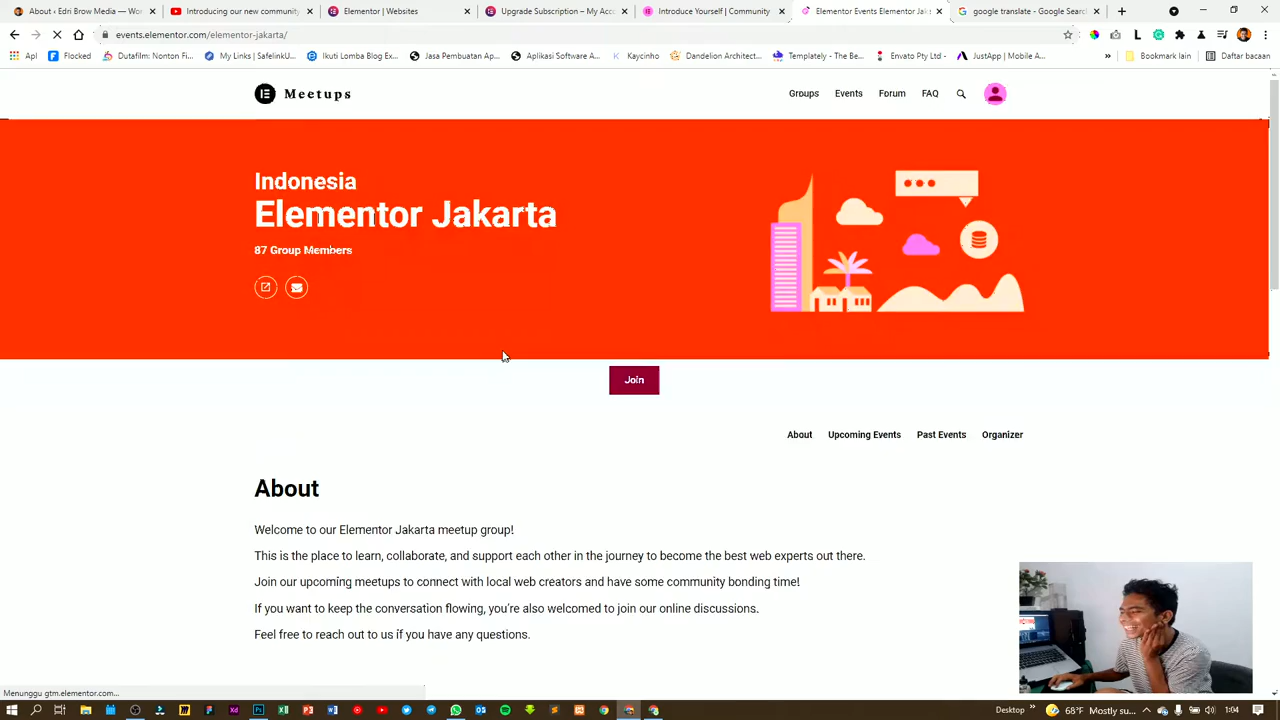 About ‹ Edri Brow Media — Wo
Introducing our new community
Elementor | Websites
Upgrade Subscription – My Acc
Introduce Yourself | Community
Elementor Events Elementor Jak
google translate - Google Search
events.elementor.com/elementor-jakarta/
Apl
Flocked
Dutafilm: Nonton Fi...
My Links | SafelinkU...
Ikuti Lomba Blog Ex...
Jasa Pembuatan Ap...
Aplikasi Software A...
Kaycinho
Dandelion Architect...
Templately - The Be...
Envato Pty Ltd -
JustApp | Mobile A...
»
Bookmark lain
Daftar bacaan
Meetups
Groups
Events
Forum
FAQ
Indonesia
Elementor Jakarta
87 Group Members
Join
About
Upcoming Events
Past Events
Organizer
About
Welcome to our Elementor Jakarta meetup group!
This is the place to learn, collaborate, and support each other in the journey to become the best web experts out there.
Join our upcoming meetups to connect with local web creators and have some community bonding time!
If you want to keep the conversation flowing, you're also welcomed to join our online discussions.
Feel free to reach out to us if you have any questions.
Menunggu gtm.elementor.com...
Desktop
»
68°F Mostly su...
1:04